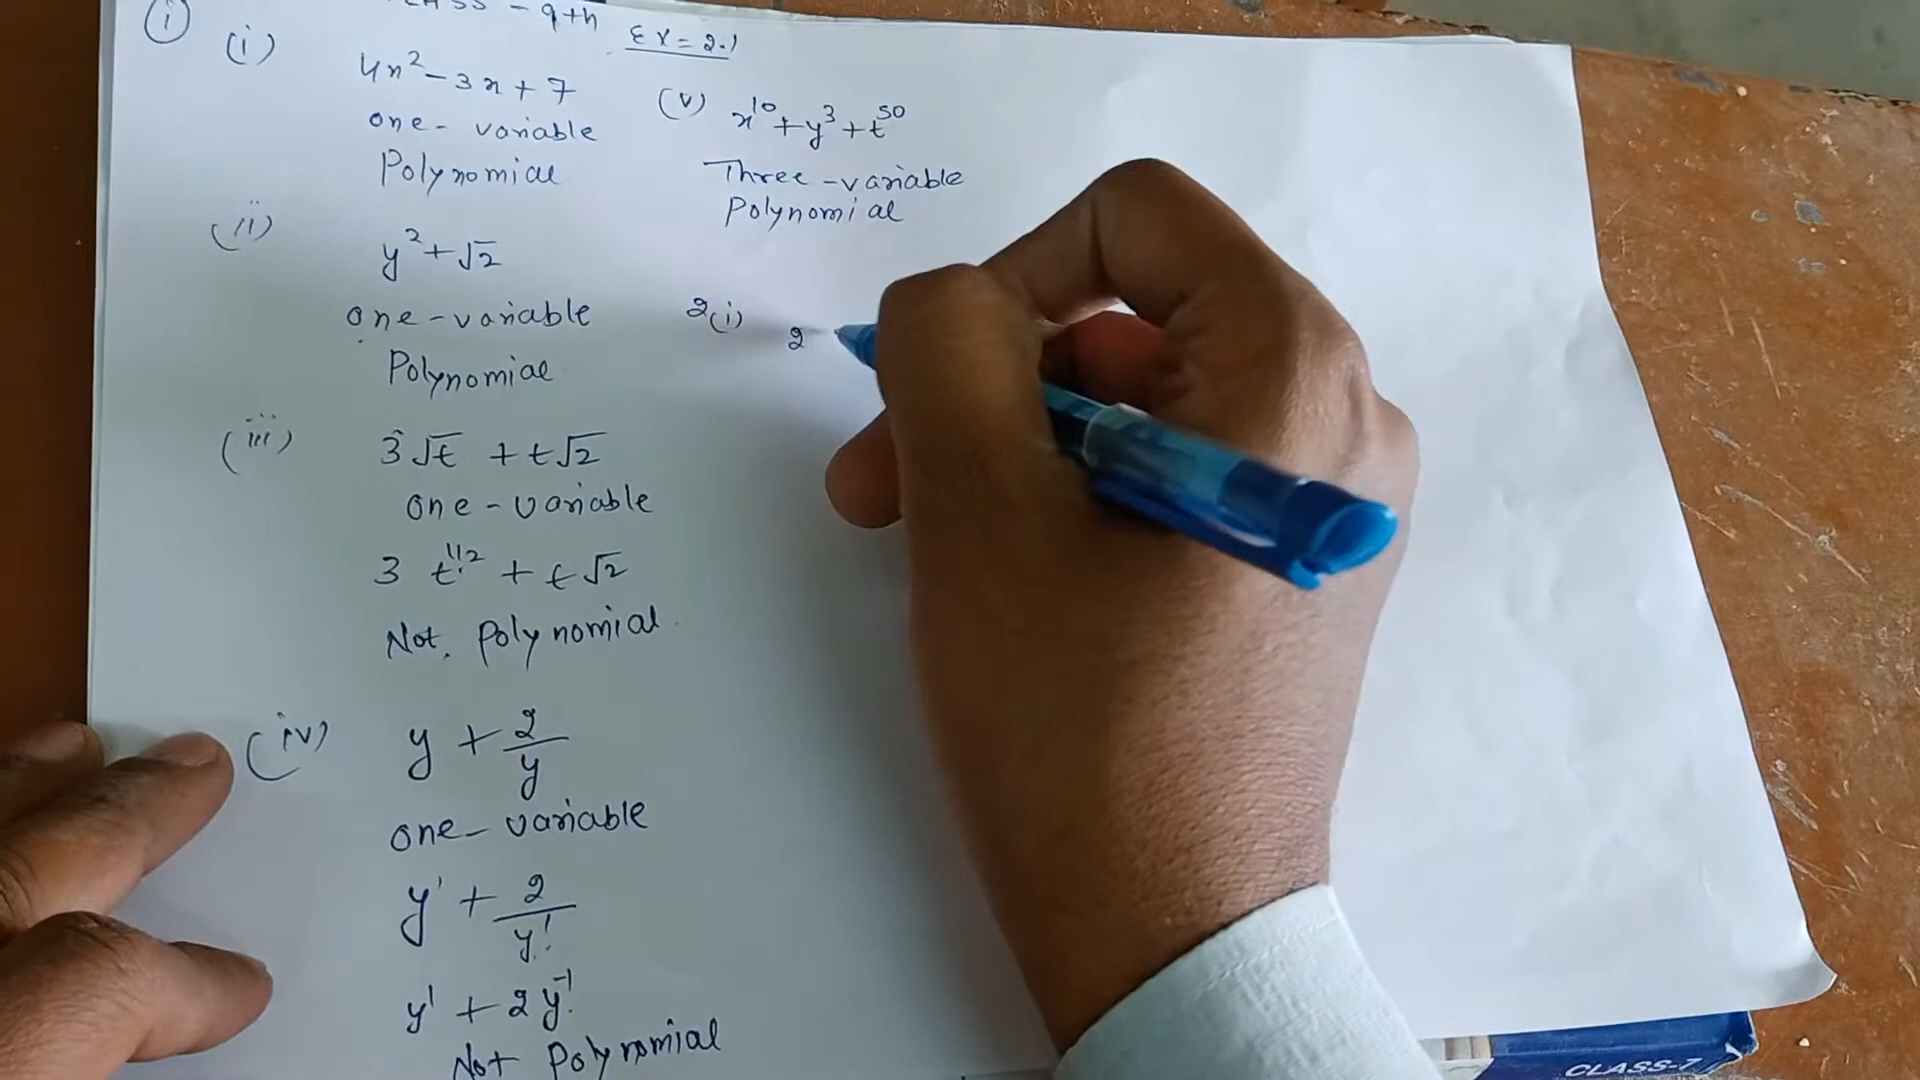 ① CLASS - 9th
Ex = 2.1
(i) 4x² - 3x + 7
one - variable
Polynomial
(ii) y² + √2
one - variable
Polynomial
(iii) 3√t + t√2
one - variable
3 t^1/2 + t√2
Not Polynomial
(iv) y + 2/y
one - variable
y¹ + 2/y¹
y¹ + 2y⁻¹
Not Polynomial
(v) x¹⁰ + y³ + t⁵⁰
Three - variable
Polynomial
2(i) 2
CLASS-7